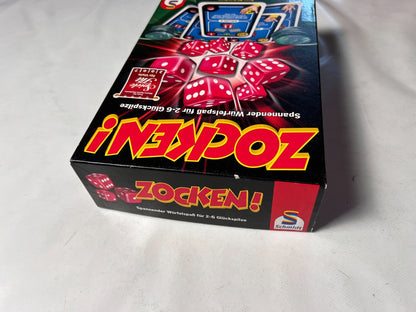 Spannender Würfelspaß für 2-6 Glückspilze
ZOCKEN!
ZOCKEN!
Spannender Würfelspaß für 2-6 Glückspilze
S
Schmidt